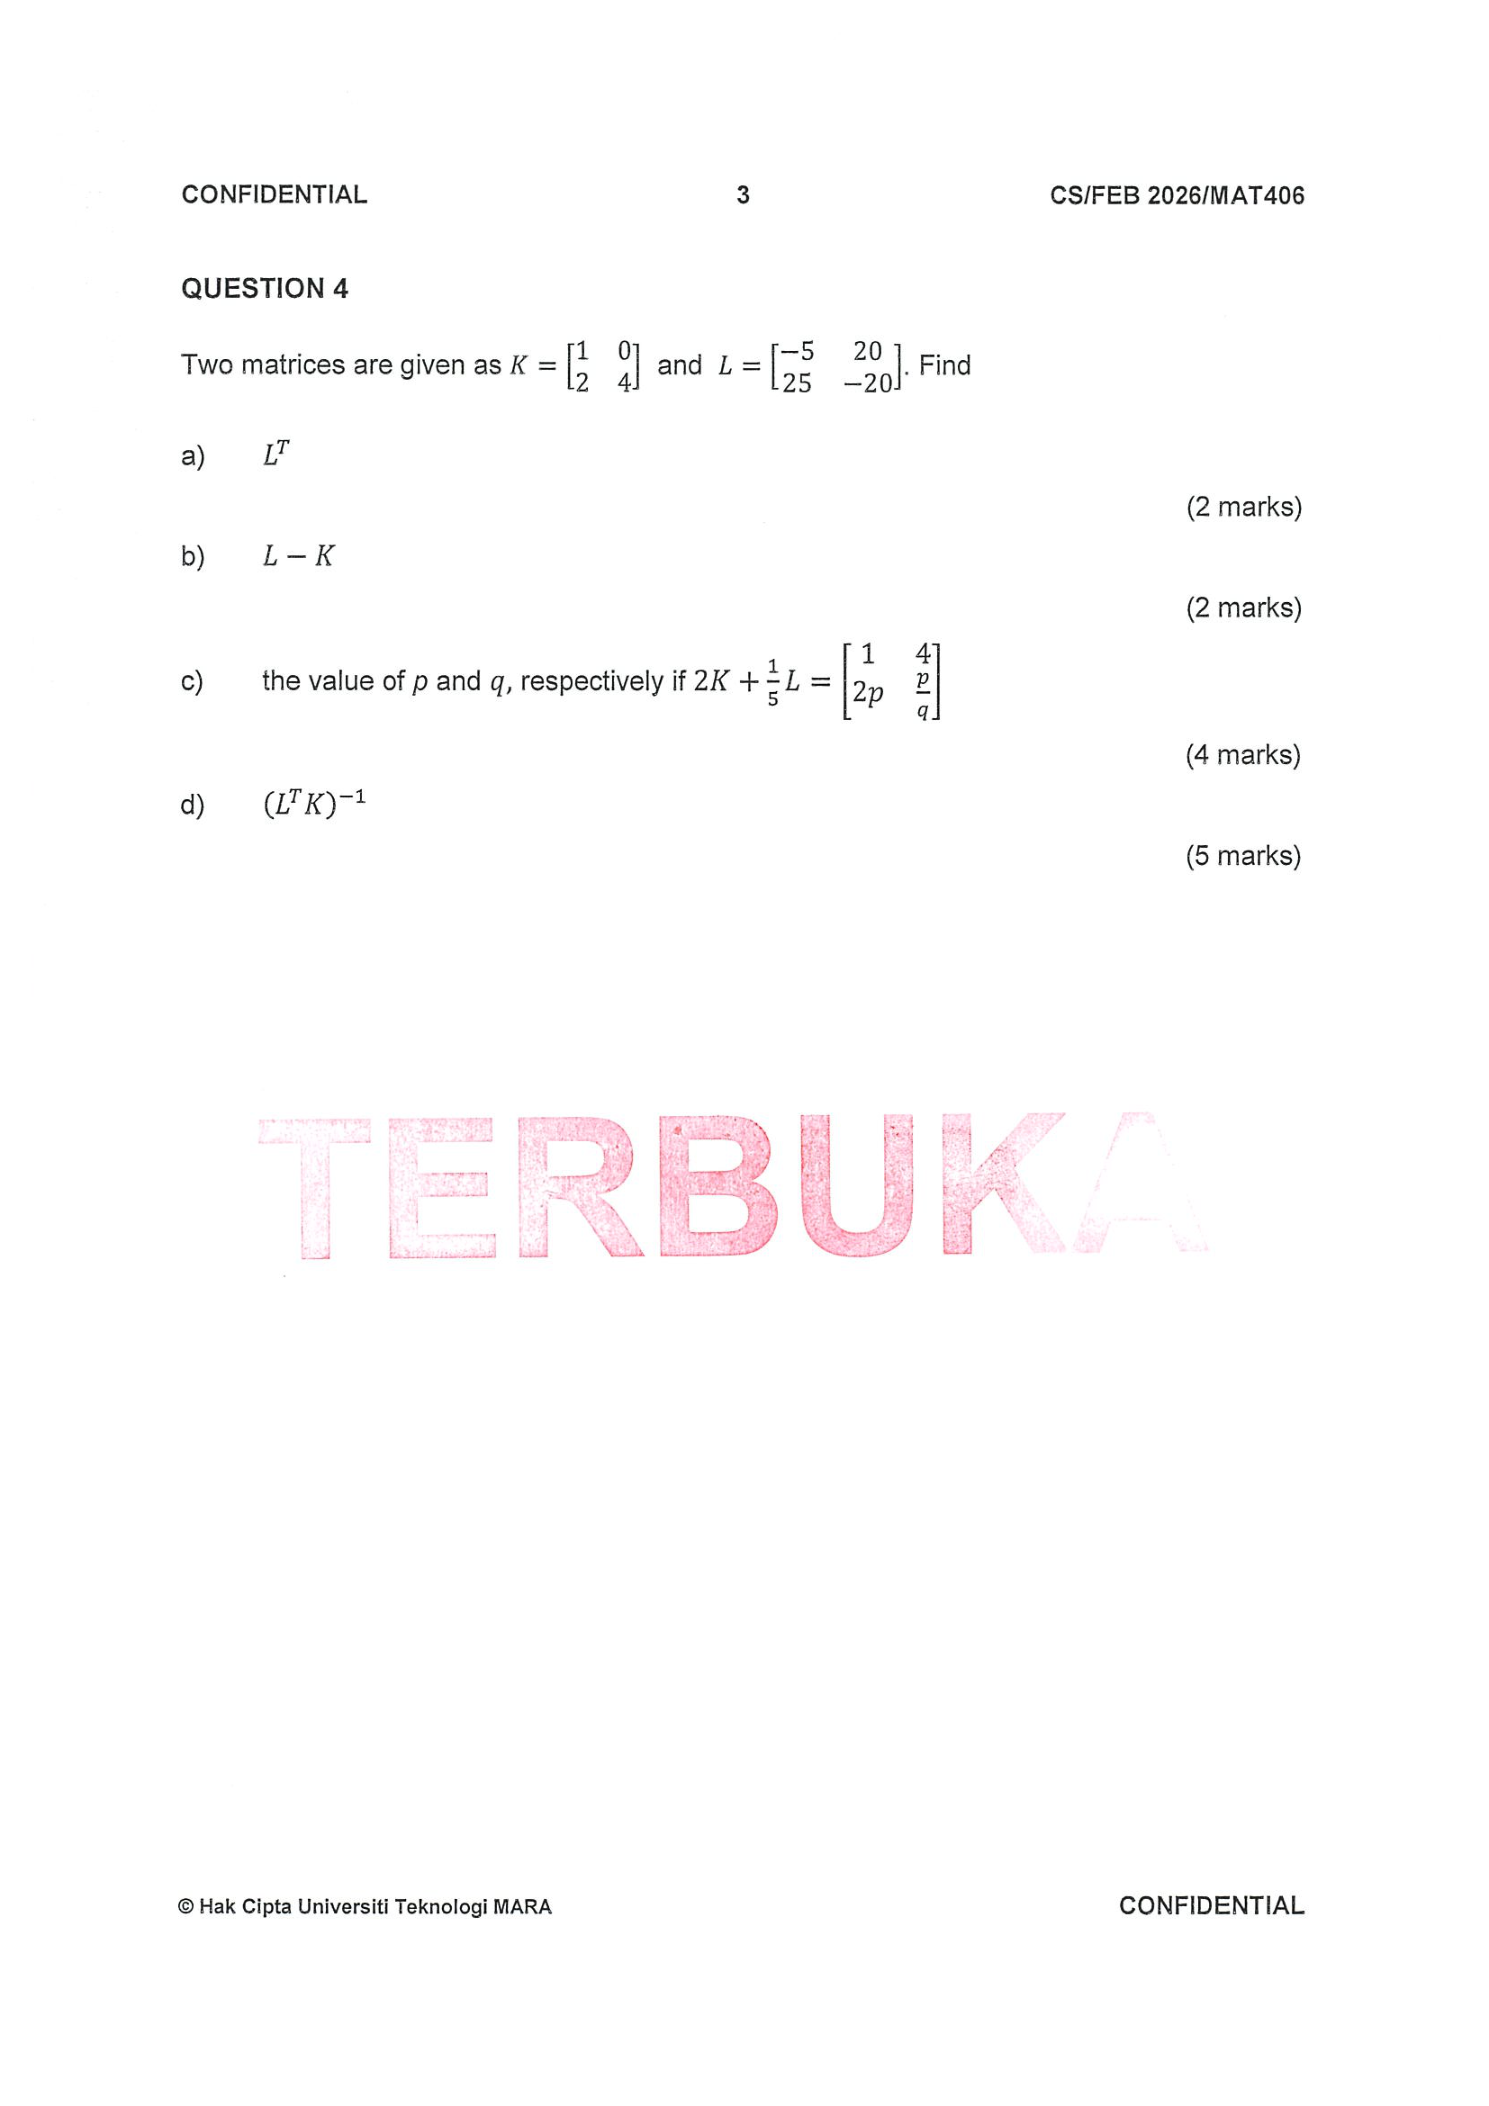 CONFIDENTIAL 3 CS/FEB 2026/MAT406
QUESTION 4
Two matrices are given as K = [1 0; 2 4] and L = [−5 20; 25 −20]. Find
a) L^T
(2 marks)
b) L − K
(2 marks)
c) the value of p and q, respectively if 2K + 1/5 L = [1 4; 2p p/q]
(4 marks)
d) (L^T K)^−1
(5 marks)
TERBUKA
© Hak Cipta Universiti Teknologi MARA CONFIDENTIAL